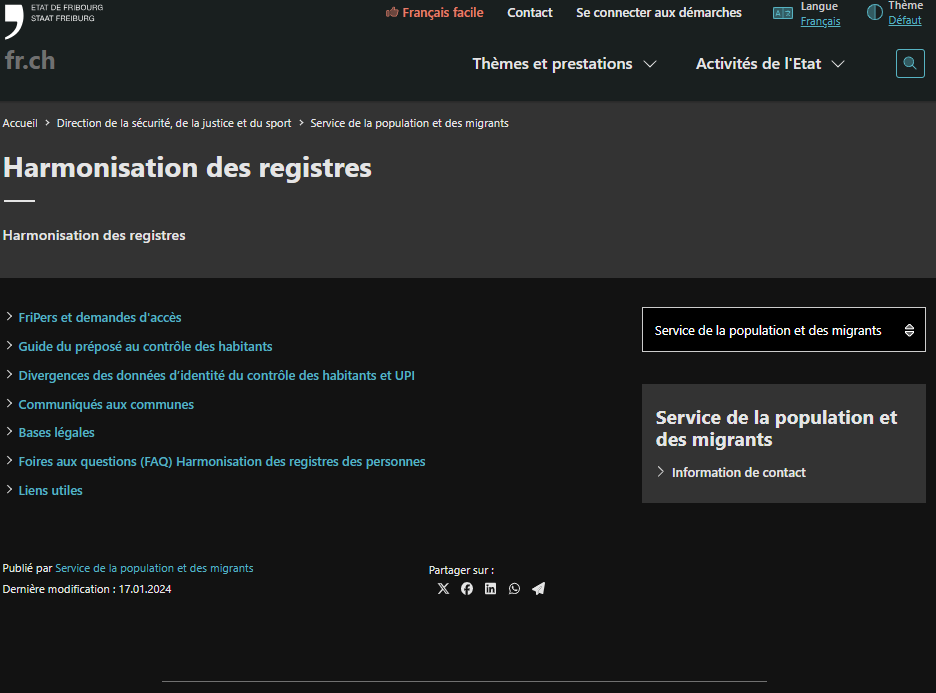 ETAT DE FRIBOURG
STAAT FREIBURG
Français facile
Contact
Se connecter aux démarches
Langue
Français
Thème
Défaut
fr.ch
Thèmes et prestations
Activités de l'Etat
Accueil > Direction de la sécurité, de la justice et du sport > Service de la population et des migrants
Harmonisation des registres
Harmonisation des registres
FriPers et demandes d'accès
Guide du préposé au contrôle des habitants
Divergences des données d'identité du contrôle des habitants et UPI
Communiqués aux communes
Bases légales
Foires aux questions (FAQ) Harmonisation des registres des personnes
Liens utiles
Service de la population et des migrants
Service de la population et
des migrants
Information de contact
Publié par Service de la population et des migrants
Dernière modification : 17.01.2024
Partager sur :